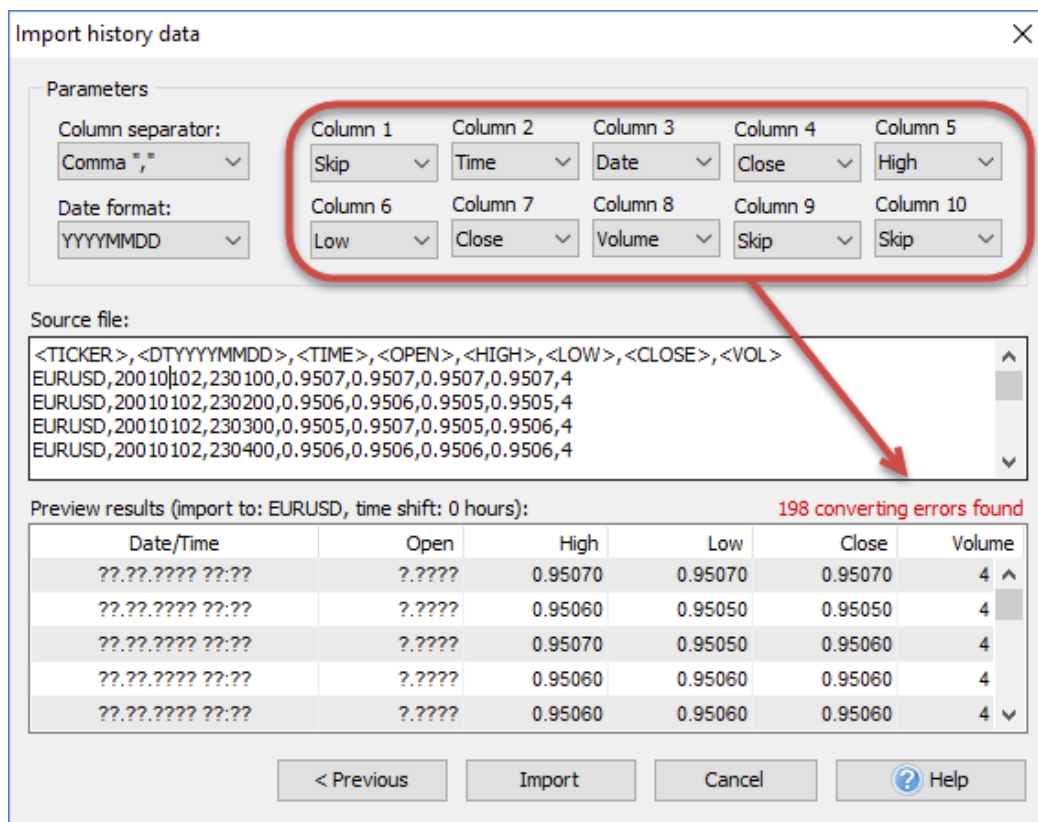 Import history data
Parameters
Column separator:
Comma ","
Date format:
YYYYMMDD
Column 1 Column 2 Column 3 Column 4 Column 5
Skip Time Date Close High
Column 6 Column 7 Column 8 Column 9 Column 10
Low Close Volume Skip Skip
Source file:
<TICKER>,<DTYYYYMMDD>,<TIME>,<OPEN>,<HIGH>,<LOW>,<CLOSE>,<VOL>
EURUSD,20010102,230100,0.9507,0.9507,0.9507,0.9507,4
EURUSD,20010102,230200,0.9506,0.9506,0.9505,0.9505,4
EURUSD,20010102,230300,0.9505,0.9507,0.9505,0.9506,4
EURUSD,20010102,230400,0.9506,0.9506,0.9506,0.9506,4
Preview results (import to: EURUSD, time shift: 0 hours): 198 converting errors found
Date/Time Open High Low Close Volume
??.??.???? ??:?? ?.???? 0.95070 0.95070 0.95070 4
??.??.???? ??:?? ?.???? 0.95060 0.95050 0.95050 4
??.??.???? ??:?? ?.???? 0.95070 0.95050 0.95060 4
??.??.???? ??:?? ?.???? 0.95060 0.95060 0.95060 4
??.??.???? ??:?? ?.???? 0.95060 0.95060 0.95060 4
< Previous Import Cancel ? Help